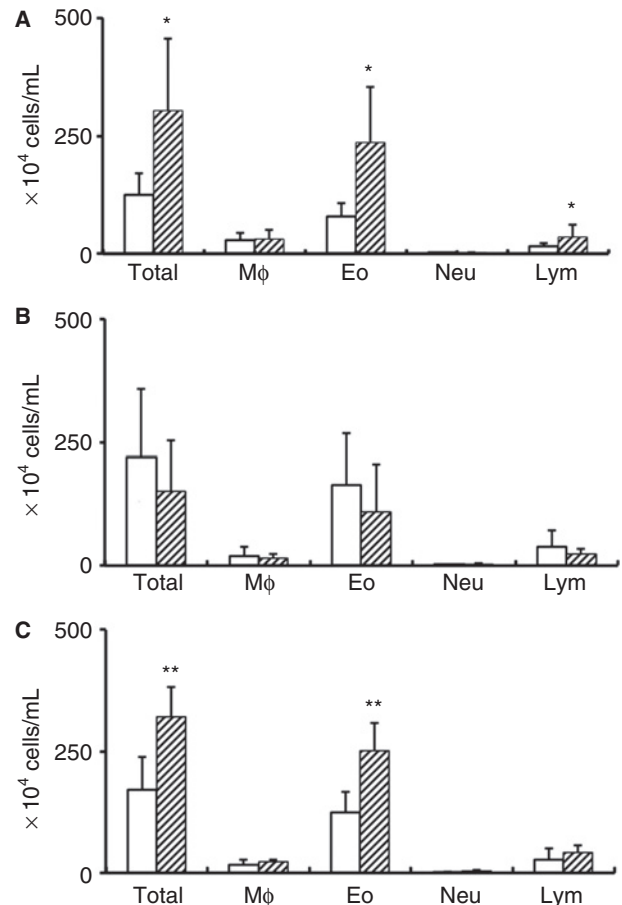 A
500
250
0
× 10⁴ cells/mL
* * *
Total Mϕ Eo Neu Lym
B
500
250
0
× 10⁴ cells/mL
Total Mϕ Eo Neu Lym
C
500
250
0
× 10⁴ cells/mL
** **
Total Mϕ Eo Neu Lym